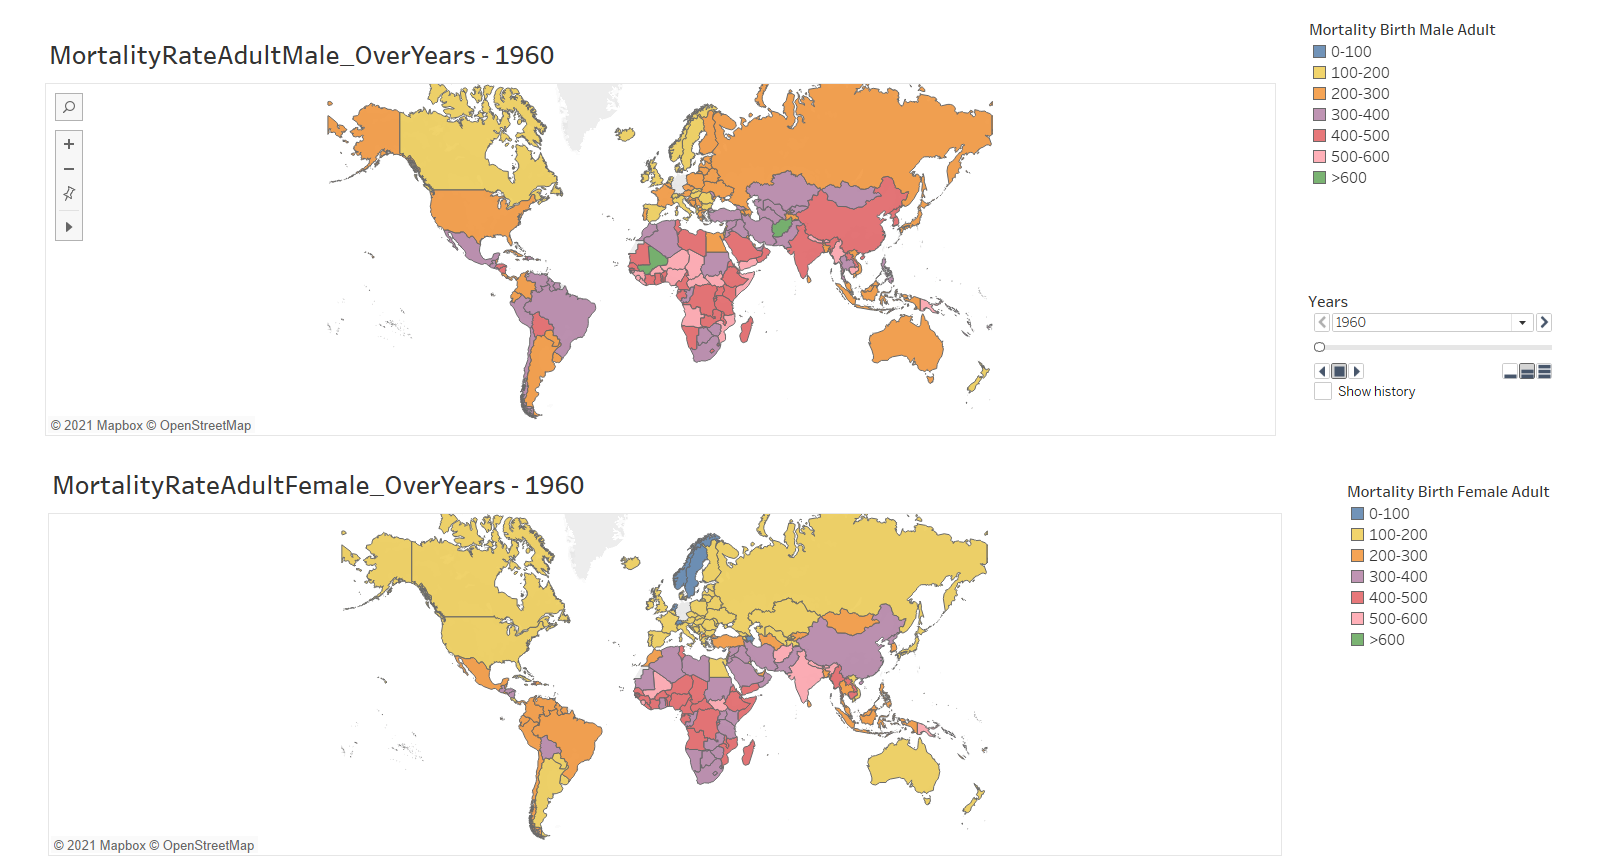 MortalityRateAdultMale_OverYears - 1960
© 2021 Mapbox © OpenStreetMap
Mortality Birth Male Adult
0-100
100-200
200-300
300-400
400-500
500-600
>600
Years
1960
Show history
MortalityRateAdultFemale_OverYears - 1960
© 2021 Mapbox © OpenStreetMap
Mortality Birth Female Adult
0-100
100-200
200-300
300-400
400-500
500-600
>600